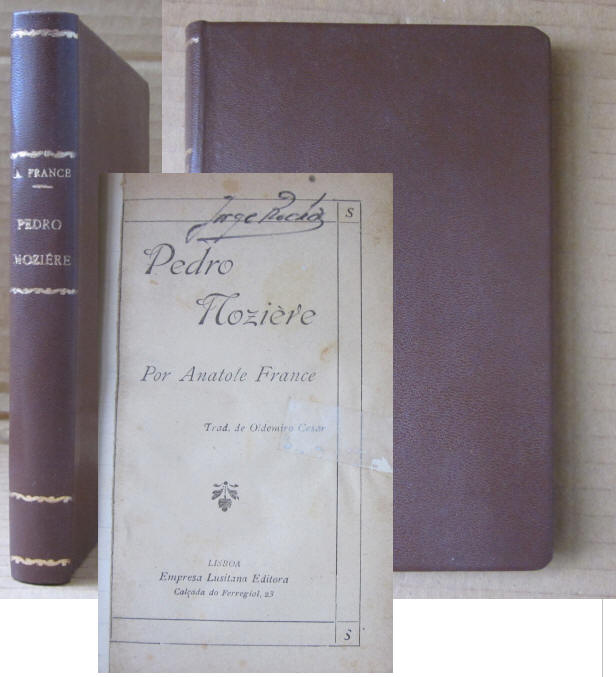 A. FRANCE
PEDRO
NOZIÉRE
S
Pedro
Nozière
Por Anatole France
Trad. de Oldemiro Cesar
LISBOA
Empresa Lusitana Editora
Calçada do Ferregial, 23
S